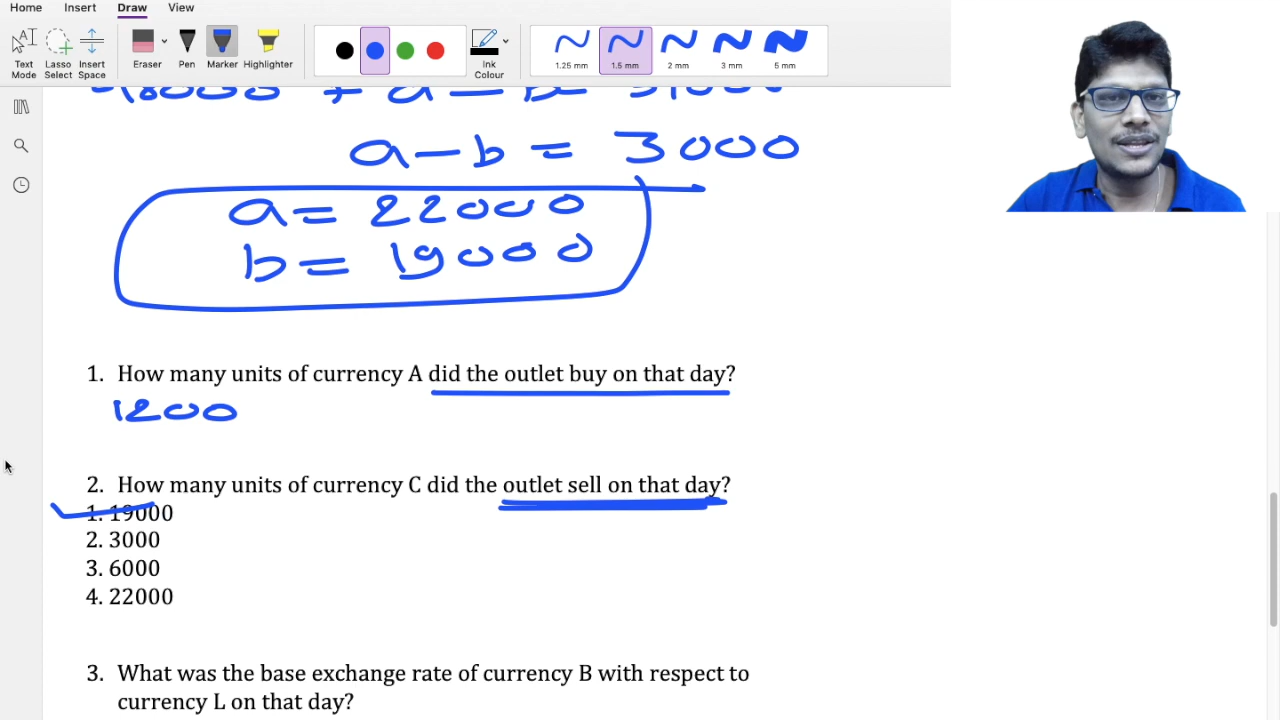 Home Insert Draw View
Text Mode Lasso Select Insert Space Eraser Pen Marker Highlighter Ink Colour 1.25 mm 1.5 mm 2 mm 3 mm 5 mm
a - b = 3000
a = 22000
b = 19000
1. How many units of currency A did the outlet buy on that day?
1200
2. How many units of currency C did the outlet sell on that day?
1. 19000
2. 3000
3. 6000
4. 22000
3. What was the base exchange rate of currency B with respect to
currency L on that day?